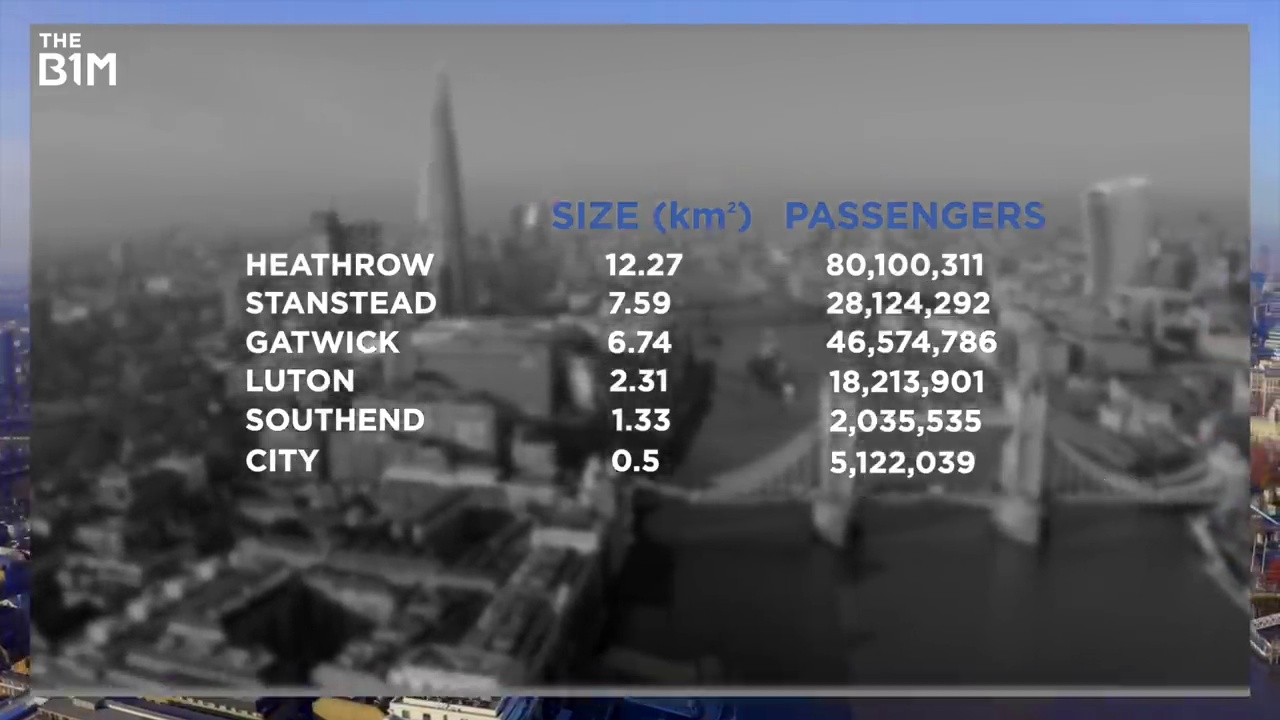 THE
B1M
SIZE (km²) PASSENGERS
HEATHROW 12.27 80,100,311
STANSTEAD 7.59 28,124,292
GATWICK 6.74 46,574,786
LUTON 2.31 18,213,901
SOUTHEND 1.33 2,035,535
CITY 0.5 5,122,039